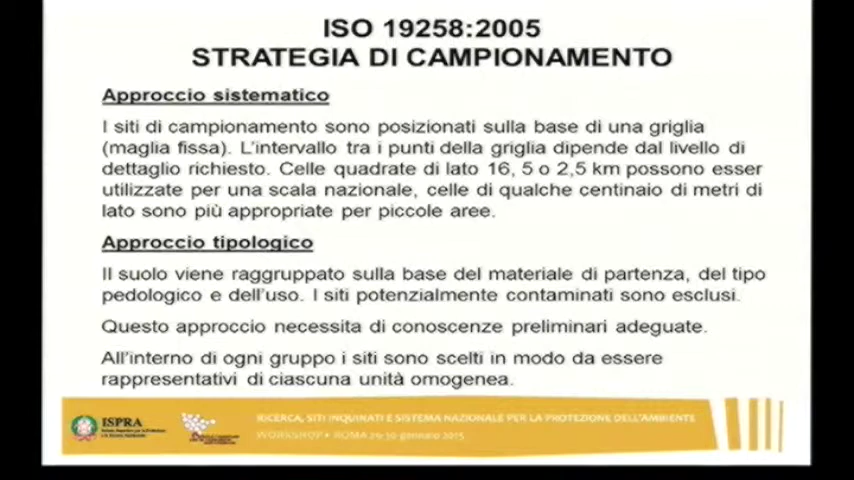 ISO 19258:2005
STRATEGIA DI CAMPIONAMENTO
Approccio sistematico
I siti di campionamento sono posizionati sulla base di una griglia
(maglia fissa). L'intervallo tra i punti della griglia dipende dal livello di
dettaglio richiesto. Celle quadrate di lato 16, 5 o 2,5 km possono esser
utilizzate per una scala nazionale, celle di qualche centinaio di metri di
lato sono più appropriate per piccole aree.
Approccio tipologico
Il suolo viene raggruppato sulla base del materiale di partenza, del tipo
pedologico e dell'uso. I siti potenzialmente contaminati sono esclusi.
Questo approccio necessita di conoscenze preliminari adeguate.
All'interno di ogni gruppo i siti sono scelti in modo da essere
rappresentativi di ciascuna unità omogenea.
ISPRA
RICERCA, SITI INQUINATI E SISTEMA NAZIONALE PER LA PROTEZIONE DELL'AMBIENTE
WORKSHOP • ROMA 29-30 gennaio 2015